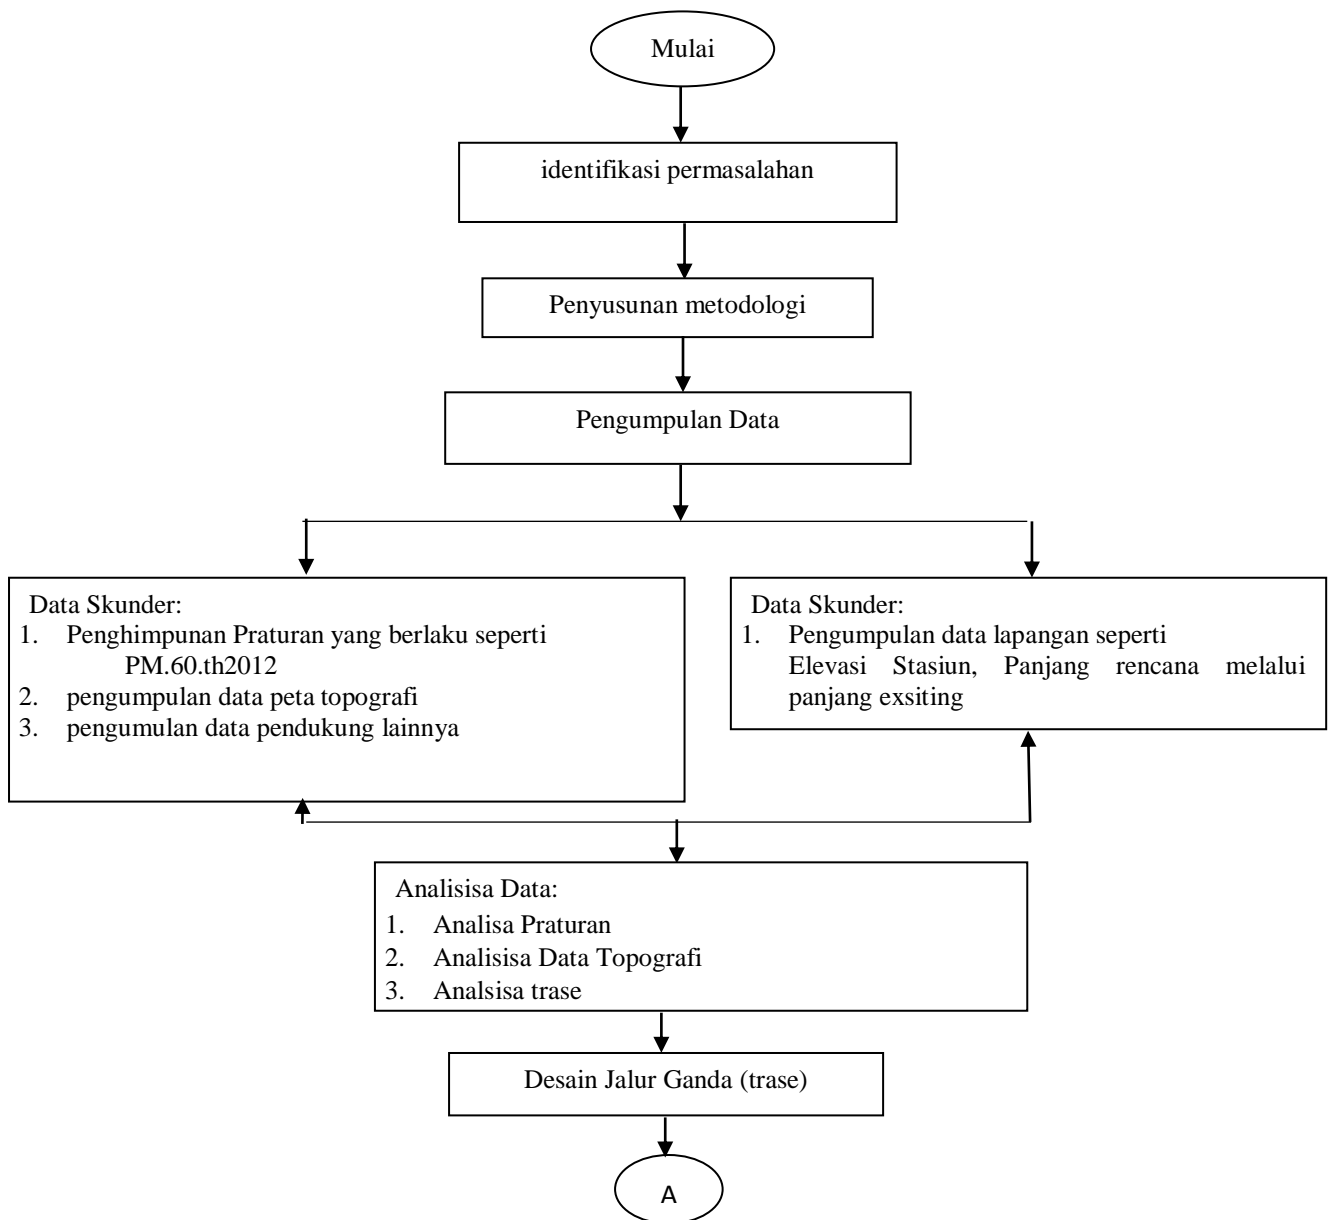 Mulai
identifikasi permasalahan
Penyusunan metodologi
Pengumpulan Data
Data Skunder:
1. Penghimpunan Praturan yang berlaku seperti
PM.60.th2012
2. pengumpulan data peta topografi
3. pengumulan data pendukung lainnya
Data Skunder:
1. Pengumpulan data lapangan seperti
Elevasi Stasiun, Panjang rencana melalui
panjang exsiting
Analisisa Data:
1. Analisa Praturan
2. Analisisa Data Topografi
3. Analsisa trase
Desain Jalur Ganda (trase)
A